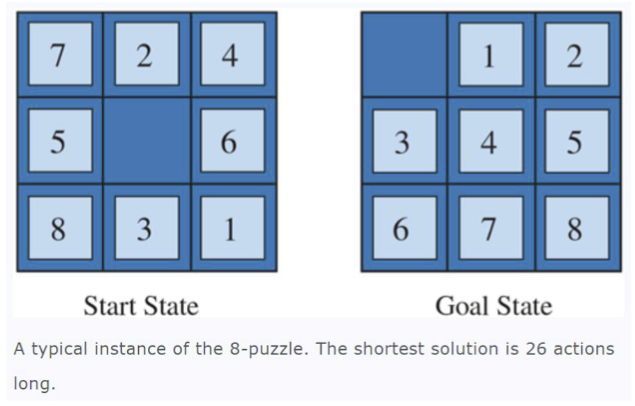 7 2 4
5 6
8 3 1
Start State
1 2
3 4 5
6 7 8
Goal State
A typical instance of the 8-puzzle. The shortest solution is 26 actions
long.